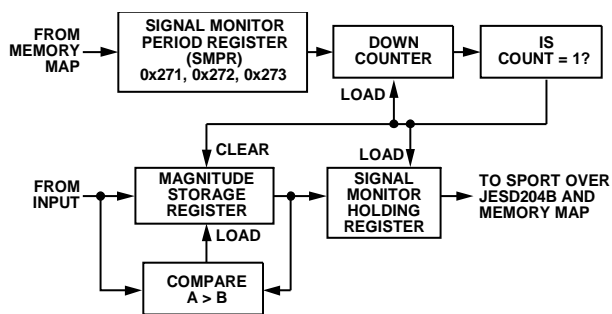 FROM
MEMORY
MAP
SIGNAL MONITOR
PERIOD REGISTER
(SMPR)
0x271, 0x272, 0x273
DOWN
COUNTER
IS
COUNT = 1?
LOAD
CLEAR
LOAD
FROM
INPUT
MAGNITUDE
STORAGE
REGISTER
SIGNAL
MONITOR
HOLDING
REGISTER
TO SPORT OVER
JESD204B AND
MEMORY MAP
LOAD
COMPARE
A > B